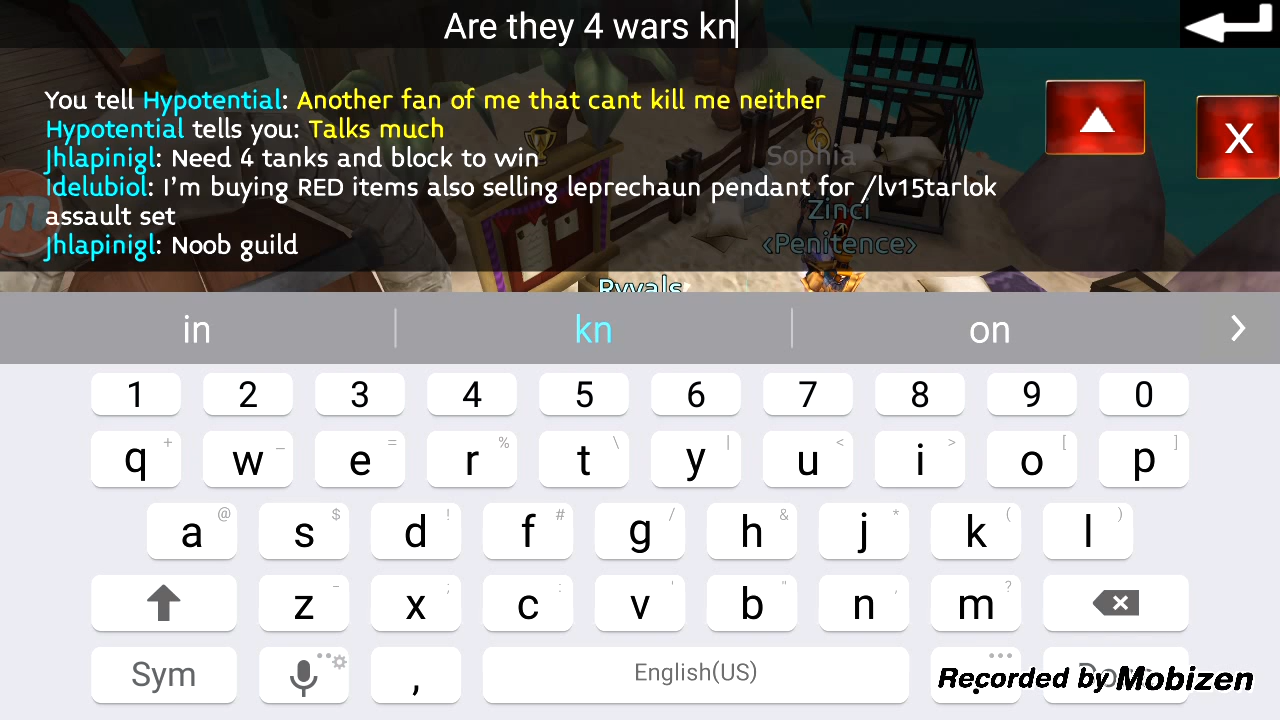 Are they 4 wars kn
You tell Hypotential: Another fan of me that cant kill me neither
Hypotential tells you: Talks much
Jhlapinigl: Need 4 tanks and block to win
Idelubiol: I'm buying RED items also selling leprechaun pendant for /lv15tarlok
assault set
Jhlapinigl: Noob guild
X
Sophia
Zinci
<Penitence>
Ryvals
in kn on
1 2 3 4 5 6 7 8 9 0
+ _ = % \ | < > [ ]
q w e r t y u i o p
@ $ ! # / & * ( )
a s d f g h j k l
- ; : ' " , ?
z x c v b n m
Sym , English(US) . Done
Recorded by Mobizen